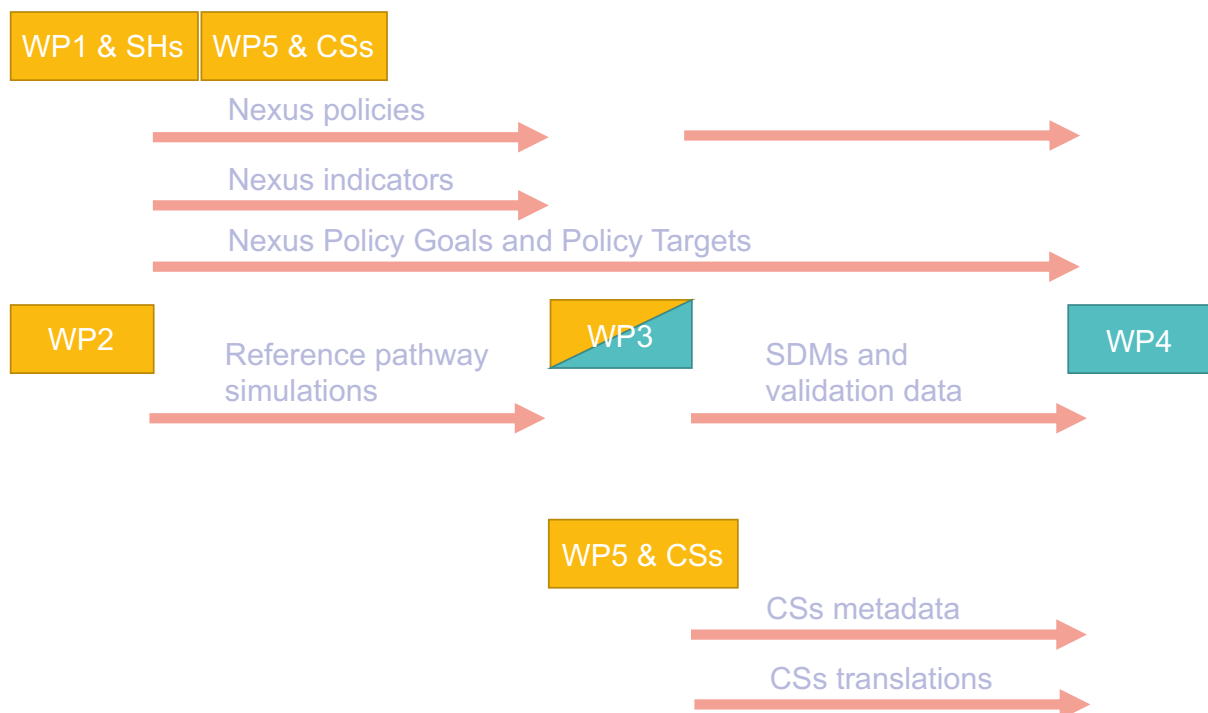 WP1 & SHs
WP5 & CSs
Nexus policies
Nexus indicators
Nexus Policy Goals and Policy Targets
WP2
Reference pathway
simulations
WP3
SDMs and
validation data
WP4
WP5 & CSs
CSs metadata
CSs translations